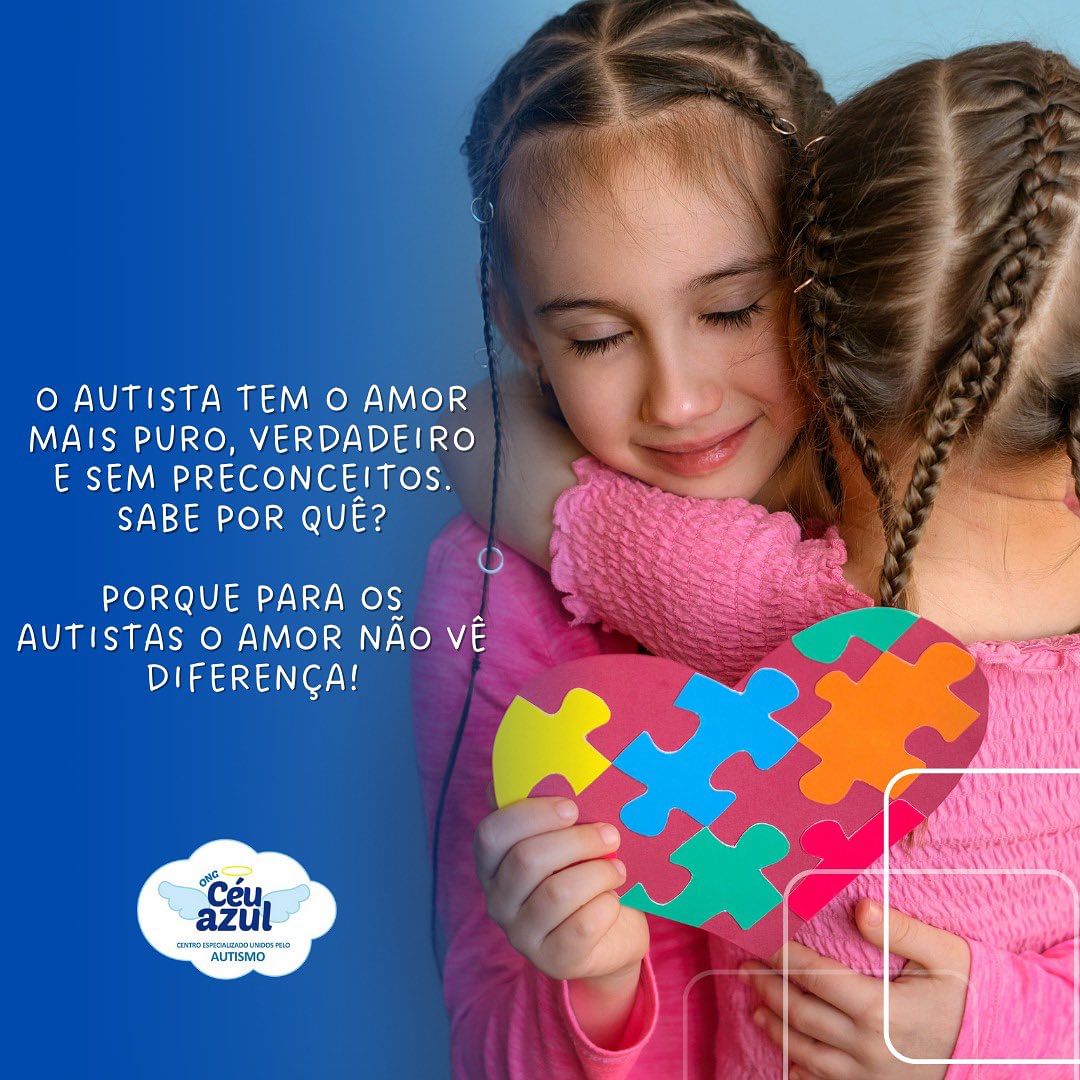 O AUTISTA TEM O AMOR
MAIS PURO, VERDADEIRO
E SEM PRECONCEITOS.
SABE POR QUÊ?
PORQUE PARA OS
AUTISTAS O AMOR NÃO VÊ
DIFERENÇA!
ONG
Céu
azul
CENTRO ESPECIALIZADO UNIDOS PELO
AUTISMO